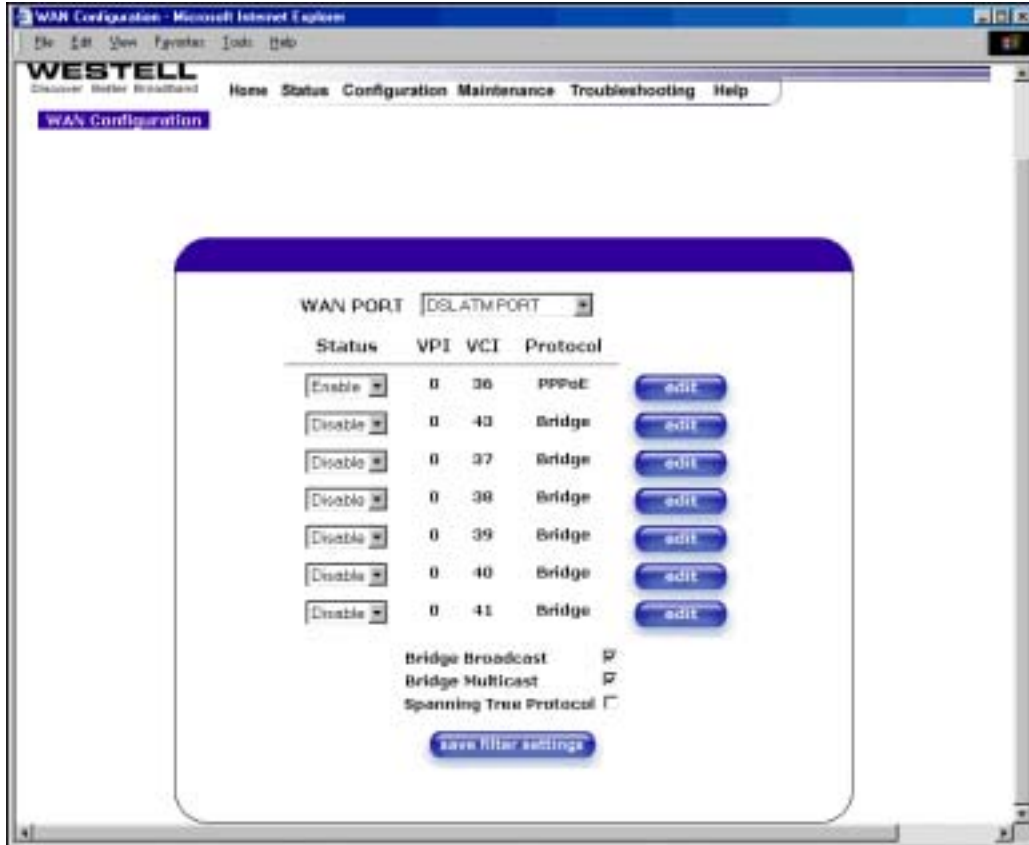 WAN Configuration - Microsoft Internet Explorer
File Edit View Favorites Tools Help
WESTELL
Discover Better Broadband
Home Status Configuration Maintenance Troubleshooting Help
WAN Configuration
WAN PORT DSL ATM PORT
Status VPI VCI Protocol
Enable 0 36 PPPoE edit
Disable 0 43 Bridge edit
Disable 0 37 Bridge edit
Disable 0 38 Bridge edit
Disable 0 39 Bridge edit
Disable 0 40 Bridge edit
Disable 0 41 Bridge edit
Bridge Broadcast
Bridge Multicast
Spanning Tree Protocol
save filter settings